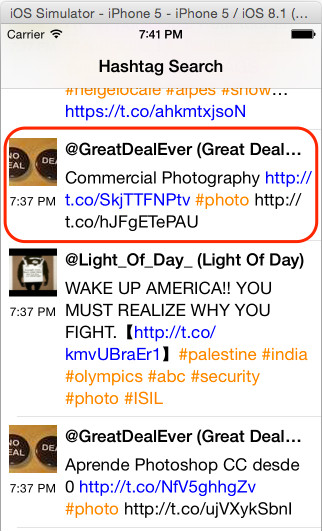 iOS Simulator - iPhone 5 - iPhone 5 / iOS 8.1 (...
Carrier 7:41 PM
Hashtag Search
#helgelocale #alpes #show...
https://t.co/ahkmtxjsoN
@GreatDealEver (Great Deal...
Commercial Photography http://
t.co/SkjTTFNPtv #photo http://
t.co/hJFgETePAU
7:37 PM
@Light_Of_Day_ (Light Of Day)
WAKE UP AMERICA!! YOU
MUST REALIZE WHY YOU
FIGHT.【http://t.co/
kmvUBraEr1】#palestine #india
#olympics #abc #security
#photo #ISIL
7:37 PM
@GreatDealEver (Great Deal...
Aprende Photoshop CC desde
0 http://t.co/NfV5ghhgZv
#photo http://t.co/ujVXykSbnI
7:37 PM
NO
DEAL
DEAL